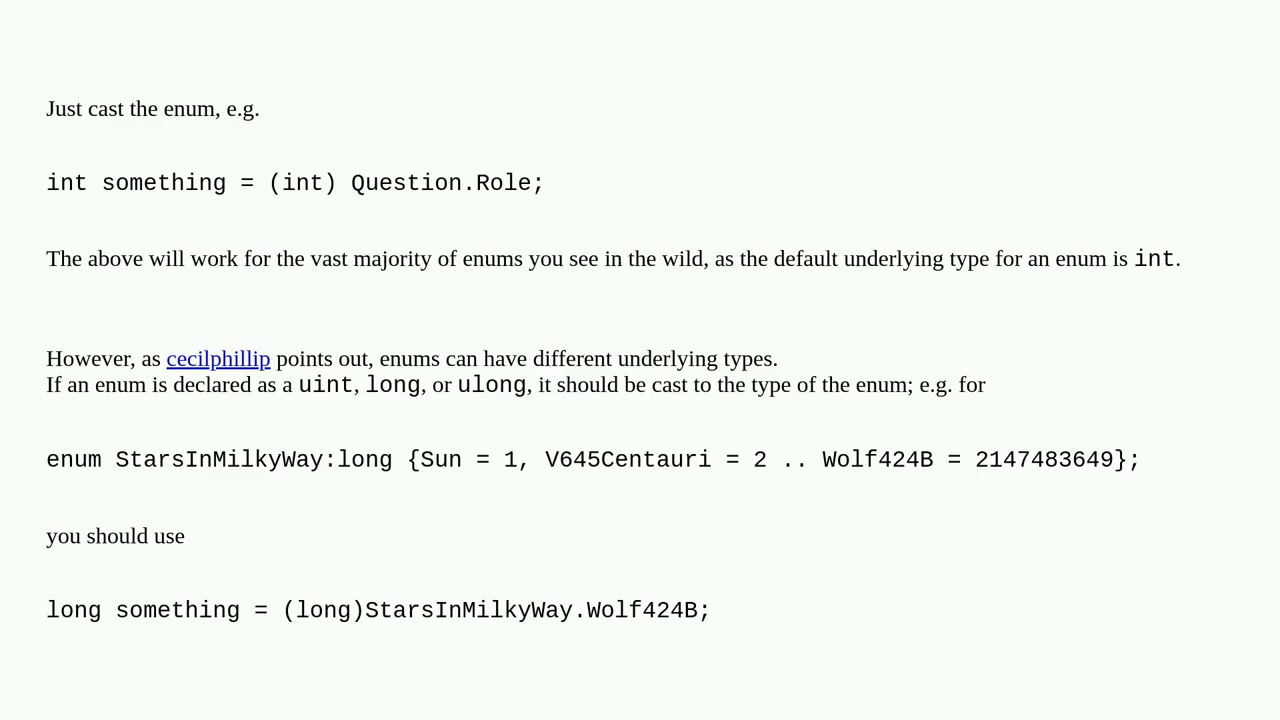 Just cast the enum, e.g.
int something = (int) Question.Role;
The above will work for the vast majority of enums you see in the wild, as the default underlying type for an enum is int.
However, as cecilphillip points out, enums can have different underlying types.
If an enum is declared as a uint, long, or ulong, it should be cast to the type of the enum; e.g. for
enum StarsInMilkyWay:long {Sun = 1, V645Centauri = 2 .. Wolf424B = 2147483649};
you should use
long something = (long)StarsInMilkyWay.Wolf424B;